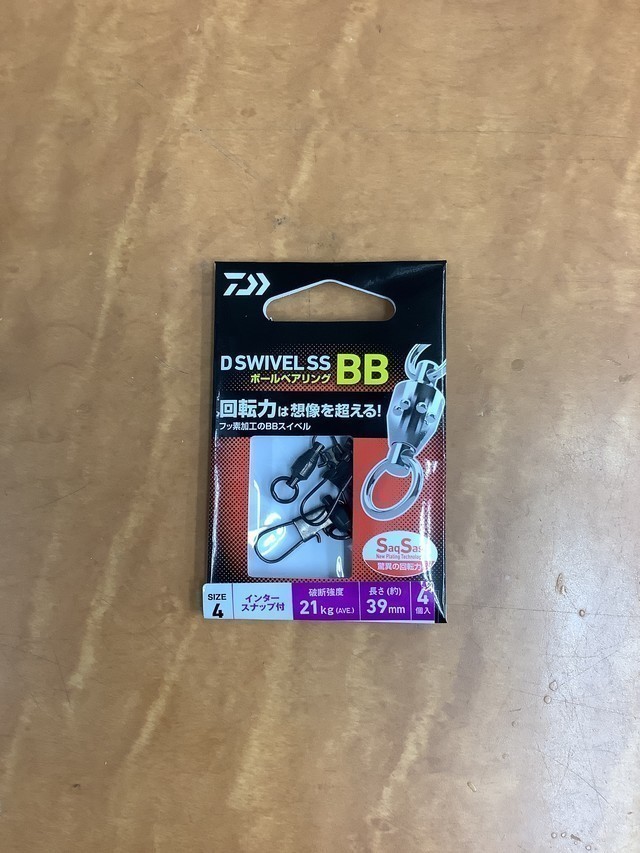 D SWIVEL SS
ボールベアリング BB
回転力は想像を超える!
フッ素加工のBBスイベル
SaqSas
New Plating Technology
驚異の回転力
SIZE
4
インター
スナップ付
破断強度
21kg (AVE.)
長さ(約)
39mm
4
個入